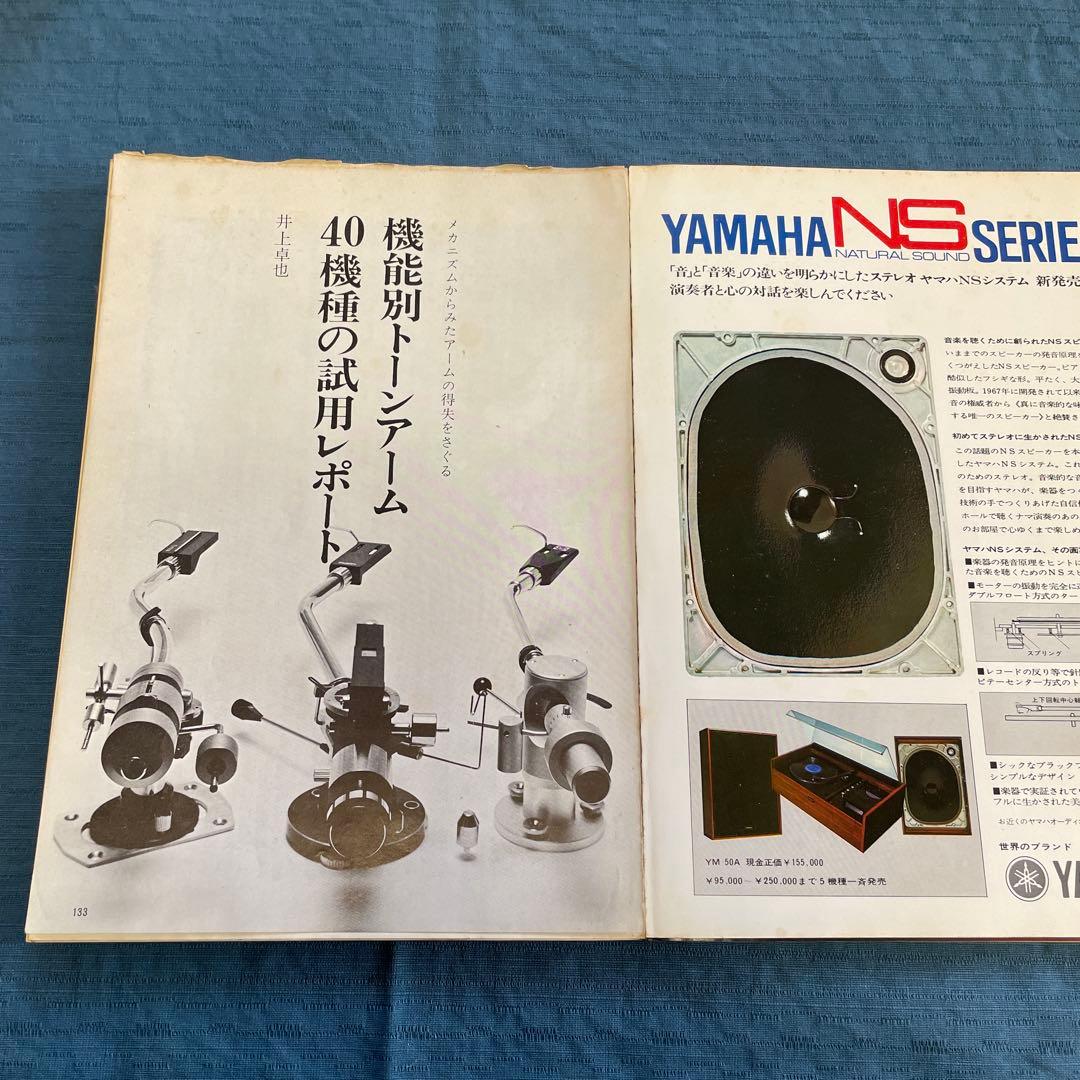 メカニズムからみたアームの得失をさぐる
機能別トーンアーム
40機種の試用レポート
井上卓也
133
YAMAHA NS SERIE
NATURAL SOUND
「音」と「音楽」の違いを明らかにしたステレオ ヤマハNSシステム 新発売
演奏者と心の対話を楽しんでください
音楽を聴くために創られたNSスピ
いままでのスピーカーの発音原理を
くつがえしたNSスピーカー。ピア
酷似したフシギな形。平たく、大
振動板。1967年に開発されて以来
音の権威者から《真に音楽的な味
する唯一のスピーカー》と絶賛さ
初めてステレオに生かされたNS
この話題のNSスピーカーを本
したヤマハNSシステム。これ
のためのステレオ。音楽的な音
を目指すヤマハが、楽器をつく
技術の手でつくりあげた自信
ホールで聴くナマ演奏のあの
のお部屋で心ゆくまで楽しめ
ヤマハNSシステム、その画
■楽器の発音原理をヒントに
た音楽を聴くためのNSスピ
■モーターの振動を完全に
ダブルフロート方式のター
スプリング
■レコードの反り等で針
ビテーセンター方式のト
上下回転中心
■シックなブラックフ
シンプルなデザイン
■楽器で実証されて
フルに生かされた美
お近くのヤマハオーディ
世界のブランド
YA
YM 50A 現金正価¥155,000
¥95,000〜¥250,000まで5機種一斉発売